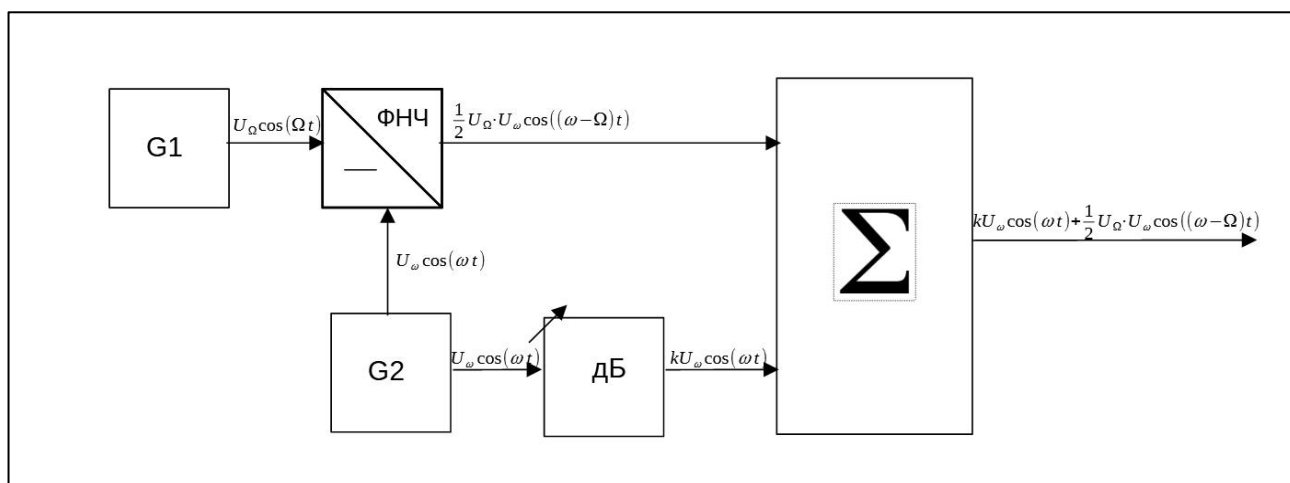 G1
U_Ω cos(Ωt)
ФНЧ
—
½ U_Ω·U_ω cos((ω−Ω)t)
Σ
kU_ω cos(ωt)+½ U_Ω·U_ω cos((ω−Ω)t)
U_ω cos(ωt)
G2
U_ω cos(ωt)
дБ
kU_ω cos(ωt)